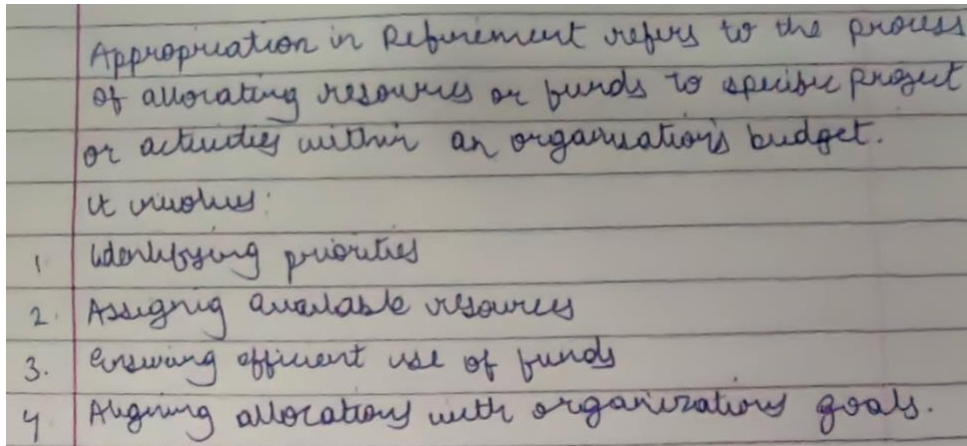 Appropriation in Refinement refers to the process
of allocating resources or funds to specific project
or activities within an organisation's budget.
It involves:
1 Identifying priorities
2. Assignig available resources
3. Ensuring efficient use of funds
4 Aligning allocations with organizations goals.